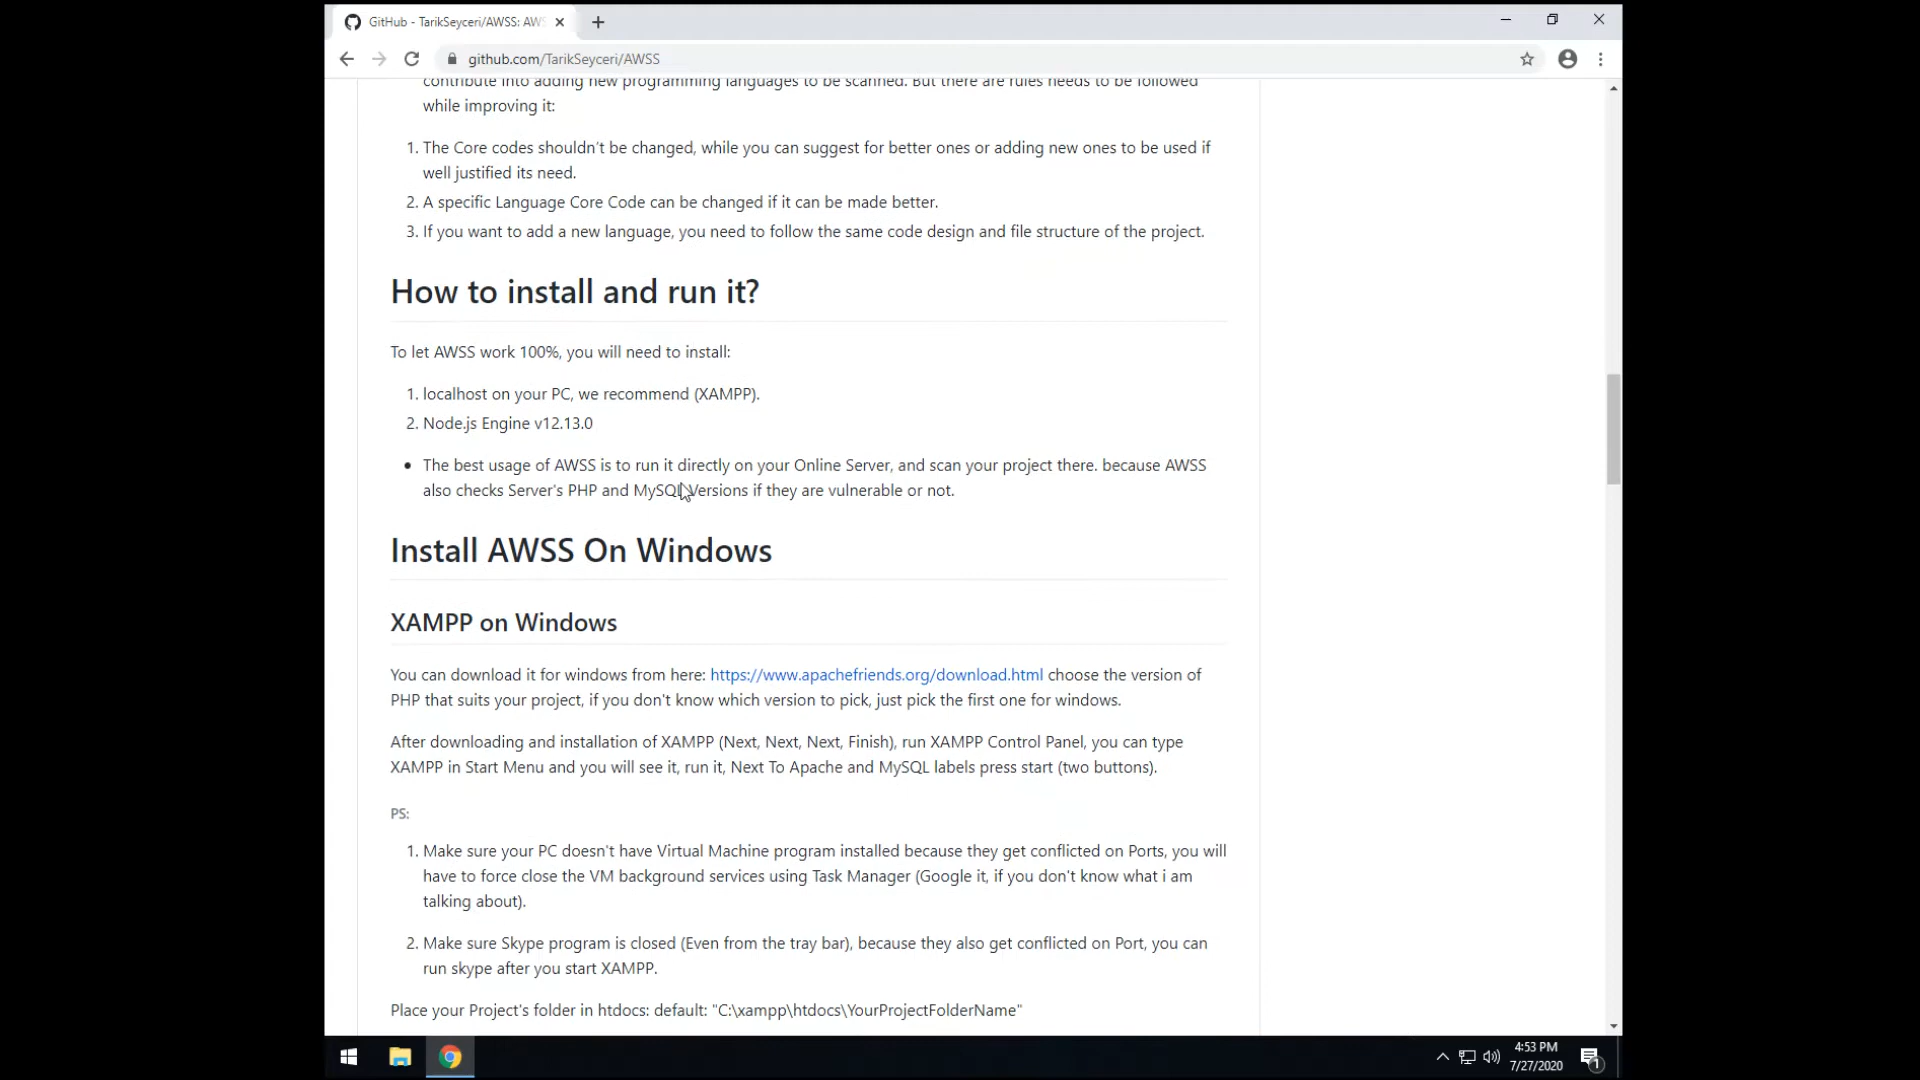 GitHub - TarikSeyceri/AWSS: AWS
github.com/TarikSeyceri/AWSS
contribute into adding new programming languages to be scanned. But there are rules needs to be followed
while improving it:
1. The Core codes shouldn't be changed, while you can suggest for better ones or adding new ones to be used if
well justified its need.
2. A specific Language Core Code can be changed if it can be made better.
3. If you want to add a new language, you need to follow the same code design and file structure of the project.
How to install and run it?
To let AWSS work 100%, you will need to install:
1. localhost on your PC, we recommend (XAMPP).
2. Node.js Engine v12.13.0
• The best usage of AWSS is to run it directly on your Online Server, and scan your project there. because AWSS
also checks Server's PHP and MySQL Versions if they are vulnerable or not.
Install AWSS On Windows
XAMPP on Windows
You can download it for windows from here: https://www.apachefriends.org/download.html choose the version of
PHP that suits your project, if you don't know which version to pick, just pick the first one for windows.
After downloading and installation of XAMPP (Next, Next, Next, Finish), run XAMPP Control Panel, you can type
XAMPP in Start Menu and you will see it, run it, Next To Apache and MySQL labels press start (two buttons).
PS:
1. Make sure your PC doesn't have Virtual Machine program installed because they get conflicted on Ports, you will
have to force close the VM background services using Task Manager (Google it, if you don't know what i am
talking about).
2. Make sure Skype program is closed (Even from the tray bar), because they also get conflicted on Port, you can
run skype after you start XAMPP.
Place your Project's folder in htdocs: default: "C:\xampp\htdocs\YourProjectFolderName"
4:53 PM
7/27/2020
1